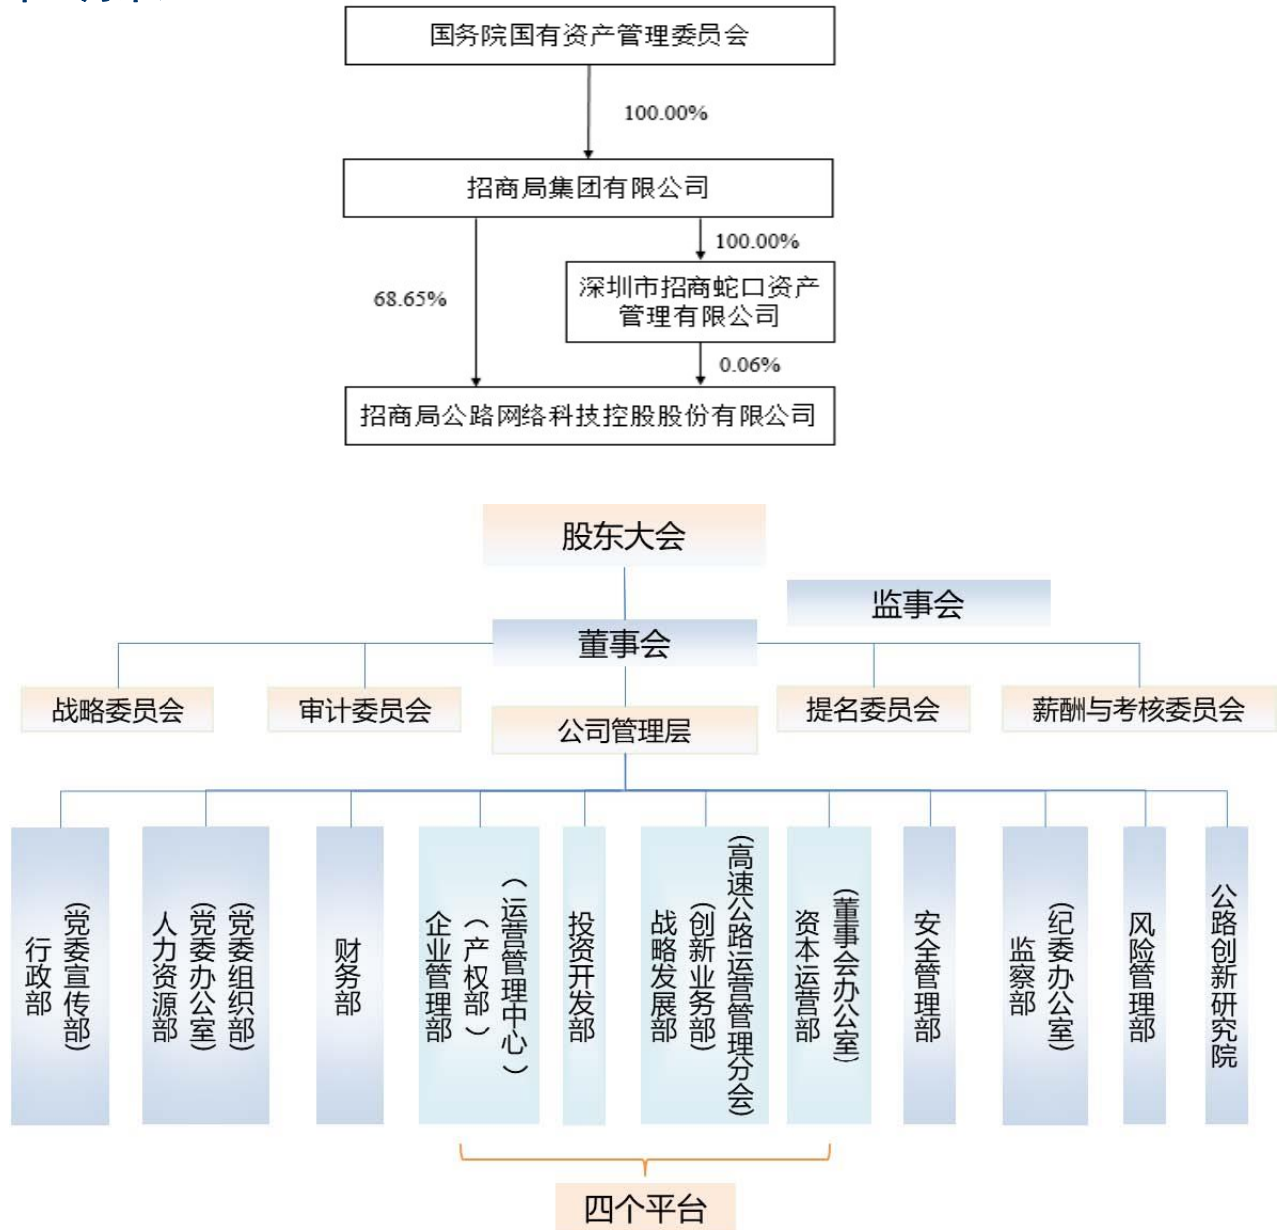 国务院国有资产管理委员会
100.00%
招商局集团有限公司
100.00%
68.65%
深圳市招商蛇口资产
管理有限公司
0.06%
招商局公路网络科技控股股份有限公司
股东大会
监事会
董事会
战略委员会
审计委员会
提名委员会
薪酬与考核委员会
公司管理层
行政部
(党委宣传部)
人力资源部
(党委办公室)
(党委组织部)
财务部
企业管理部
(产权部)
(运营管理中心)
投资开发部
战略发展部
(创新业务部)
(高速公路运营管理分会)
资本运营部
(董事会办公室)
安全管理部
监察部
(纪委办公室)
风险管理部
公路创新研究院
四个平台